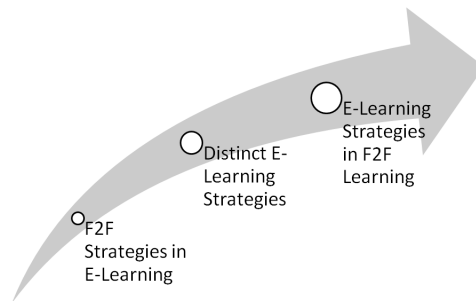 E-Learning
Strategies
in F2F
Learning
Distinct E-
Learning
Strategies
F2F
Strategies in
E-Learning